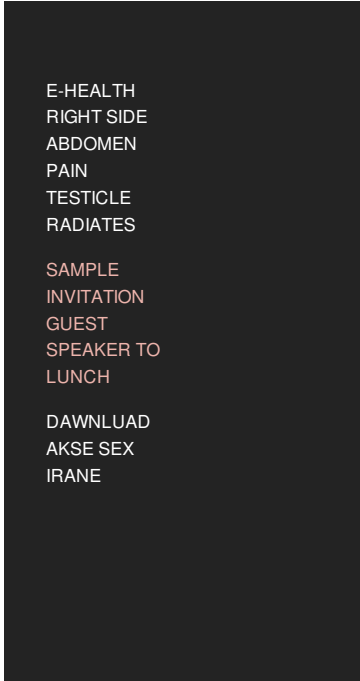 E-HEALTH
RIGHT SIDE
ABDOMEN
PAIN
TESTICLE
RADIATES
SAMPLE
INVITATION
GUEST
SPEAKER TO
LUNCH
DAWNLUAD
AKSE SEX
IRANE